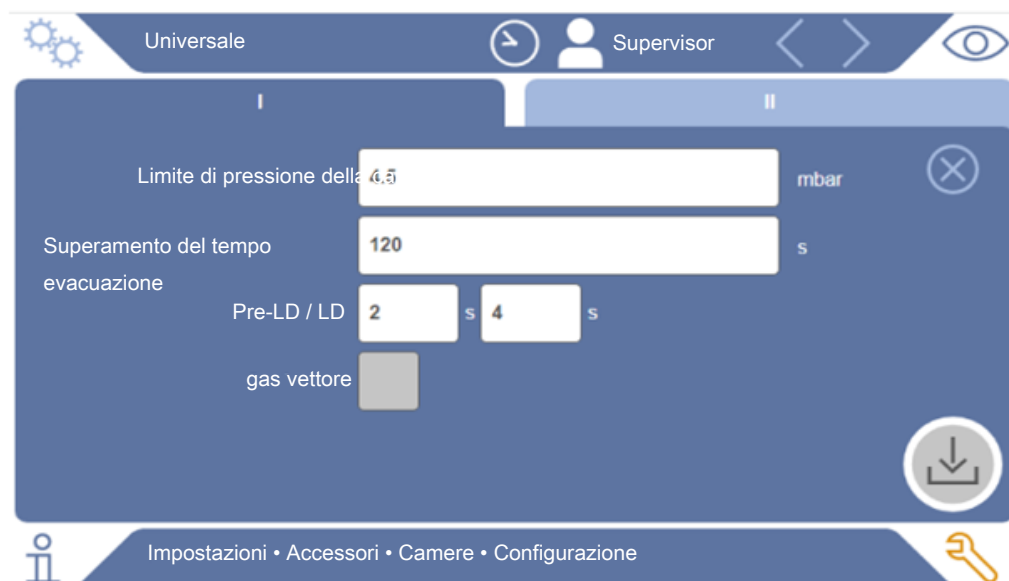 Universale
Supervisor
I
II
Limite di pressione della
mbar
Superamento del tempo
120
s
evacuazione
Pre-LD / LD
2
s
4
s
gas vettore
Impostazioni • Accessori • Camere • Configurazione